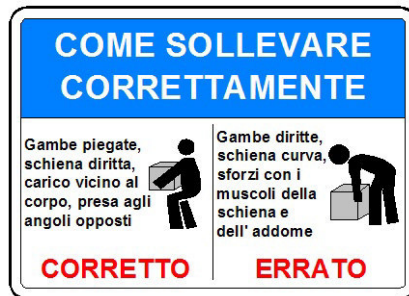 COME SOLLEVARE
CORRETTAMENTE
Gambe piegate,
schiena diritta,
carico vicino al
corpo, presa agli
angoli opposti
CORRETTO
Gambe diritte,
schiena curva,
sforzi con i
muscoli della
schiena e
dell' addome
ERRATO